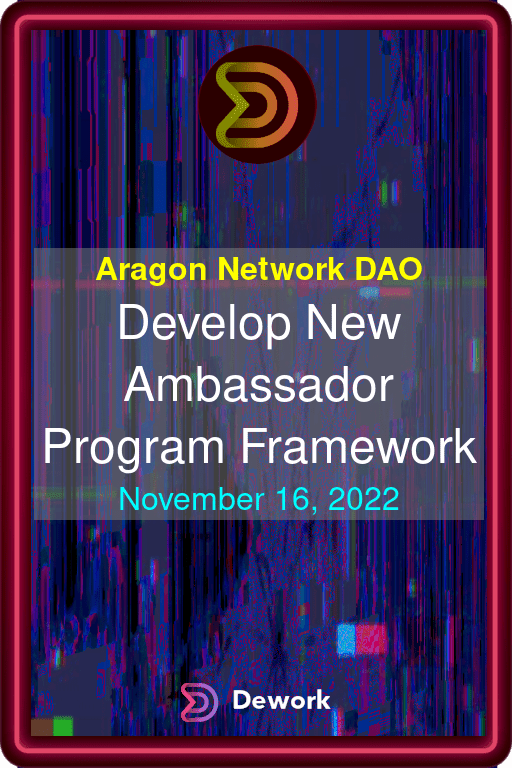 Aragon Network DAO
Develop New
Ambassador
Program Framework
November 16, 2022
Dework